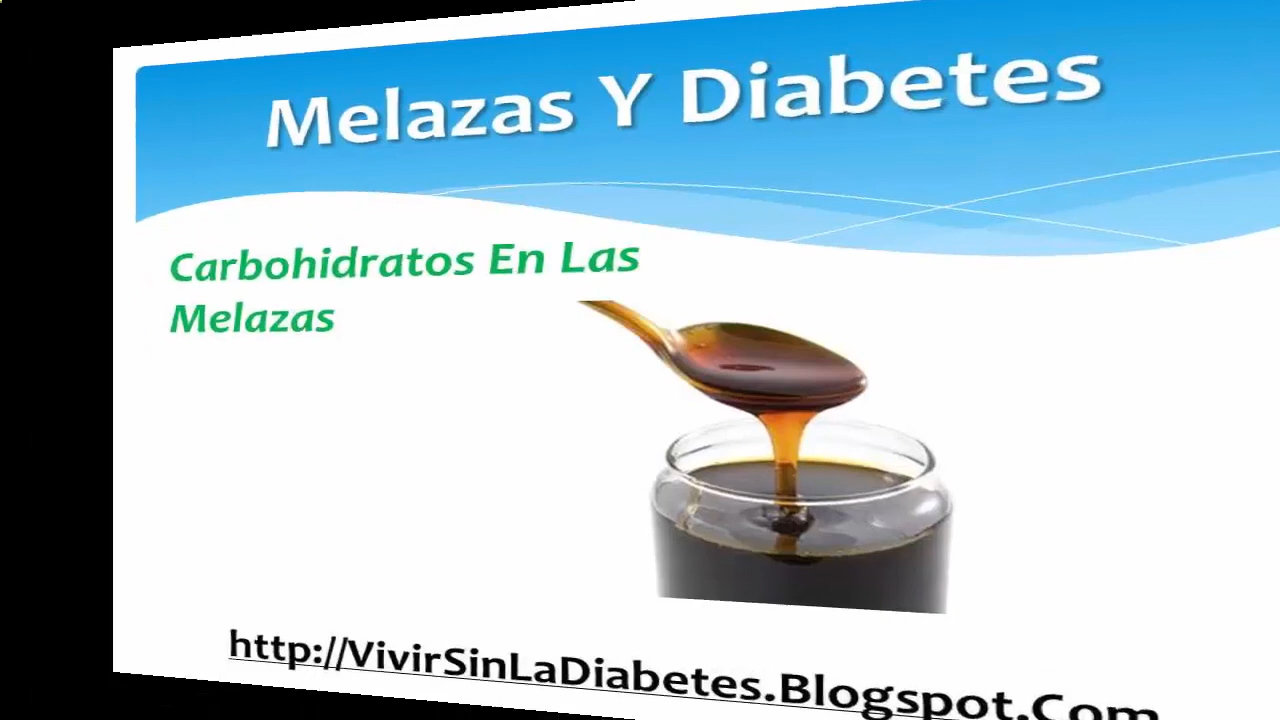 Melazas Y Diabetes
Carbohidratos En Las
Melazas
http://VivirSinLaDiabetes.Blogspot.Com